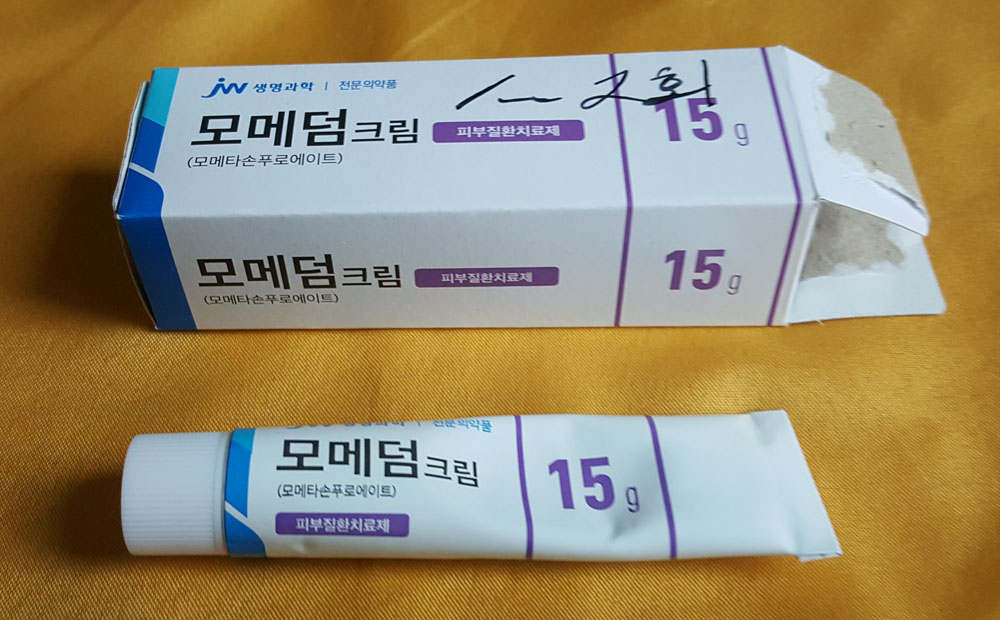 jw 생명과학 | 전문의약품
1~2회
모메덤크림 피부질환치료제 15g
(모메타손푸로에이트)
모메덤크림 피부질환치료제 15g
(모메타손푸로에이트)
생명과학 | 전문의약품
모메덤크림 15g
(모메타손푸로에이트)
피부질환치료제